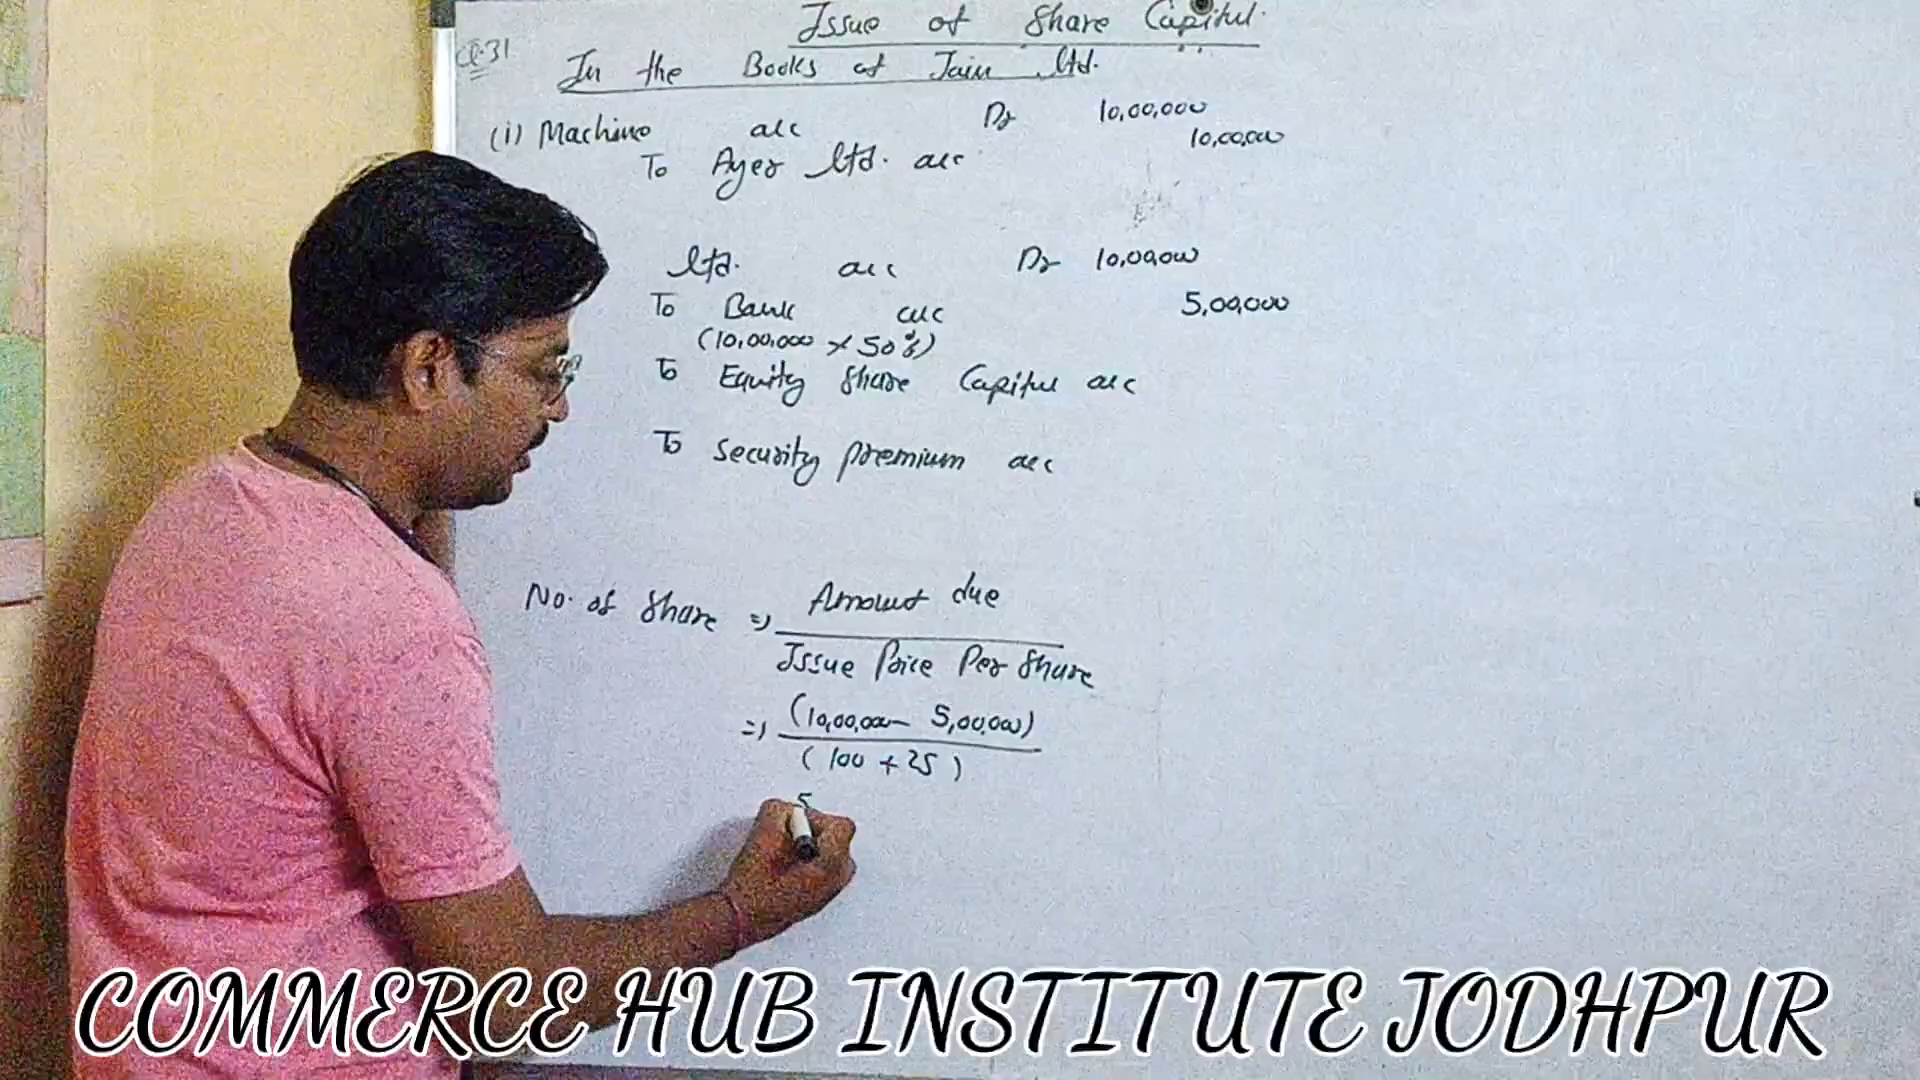 Issue of Share Capital.
Q.31
In the Books of Jain Ltd.
(i) Machine a/c Dr 10,00,000
To Ayer Ltd. a/c 10,00,000
Ltd. a/c Dr 10,00,000
To Bank a/c 5,00,000
(10,00,000 × 50%)
To Equity Share Capital a/c
To Security premium a/c
No. of Share => Amount due
Issue Price Per Share
=> (10,00,000 - 5,00,000)
(100 + 25)
5
COMMERCE HUB INSTITUTE JODHPUR